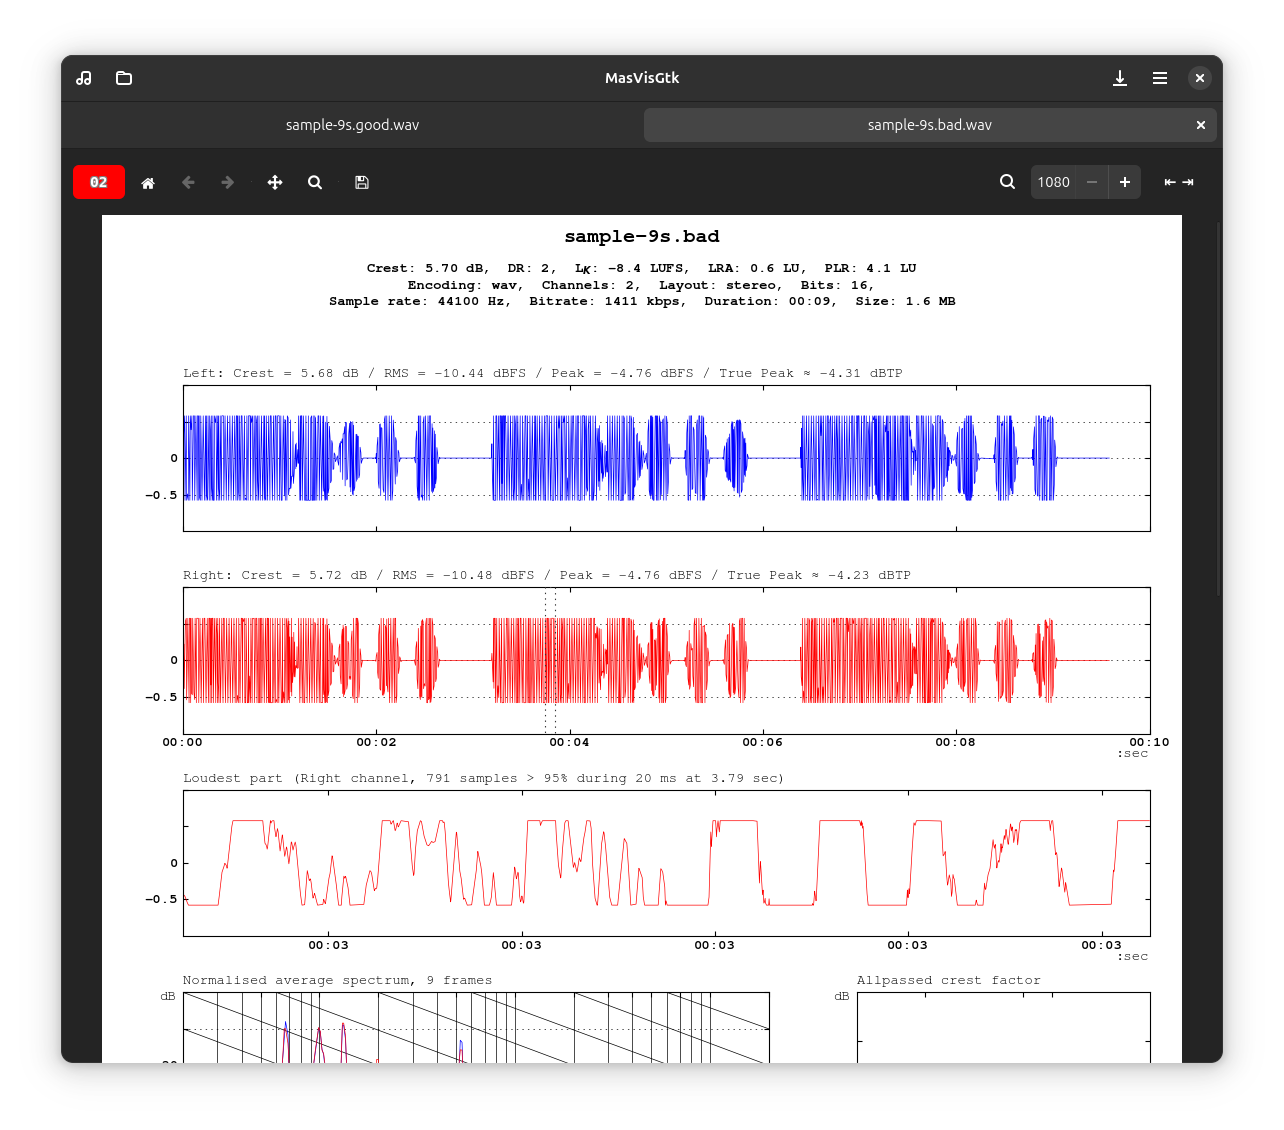 MasVisGtk
sample-9s.good.wav
sample-9s.bad.wav
02
1080
sample-9s.bad
Crest: 5.70 dB,  DR: 2,  LK: -8.4 LUFS,  LRA: 0.6 LU,  PLR: 4.1 LU
Encoding: wav,  Channels: 2,  Layout: stereo,  Bits: 16,
Sample rate: 44100 Hz,  Bitrate: 1411 kbps,  Duration: 00:09,  Size: 1.6 MB
Left: Crest = 5.68 dB / RMS = -10.44 dBFS / Peak = -4.76 dBFS / True Peak ≈ -4.31 dBTP
0
-0.5
Right: Crest = 5.72 dB / RMS = -10.48 dBFS / Peak = -4.76 dBFS / True Peak ≈ -4.23 dBTP
0
-0.5
00:00 00:02 00:04 00:06 00:08 00:10
:sec
Loudest part (Right channel, 791 samples > 95% during 20 ms at 3.79 sec)
0
-0.5
00:03 00:03 00:03 00:03 00:03
:sec
Normalised average spectrum, 9 frames
dB
Allpassed crest factor
dB